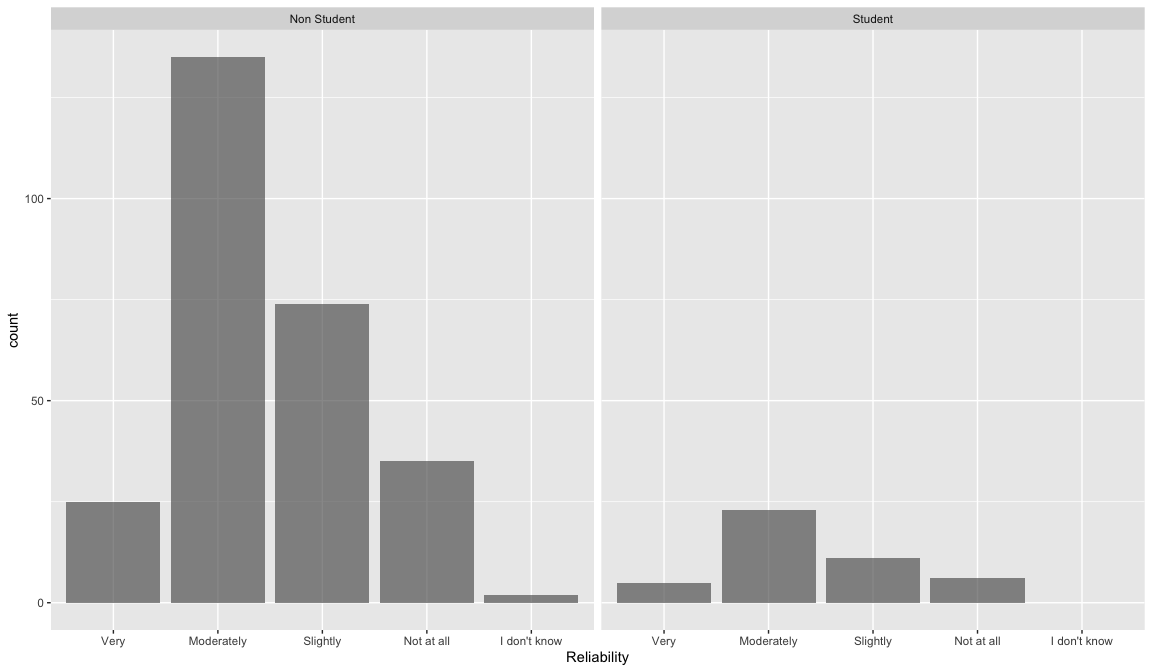 Non Student
Student
count
100
50
0
Very Moderately Slightly Not at all I don't know
Very Moderately Slightly Not at all I don't know
Reliability